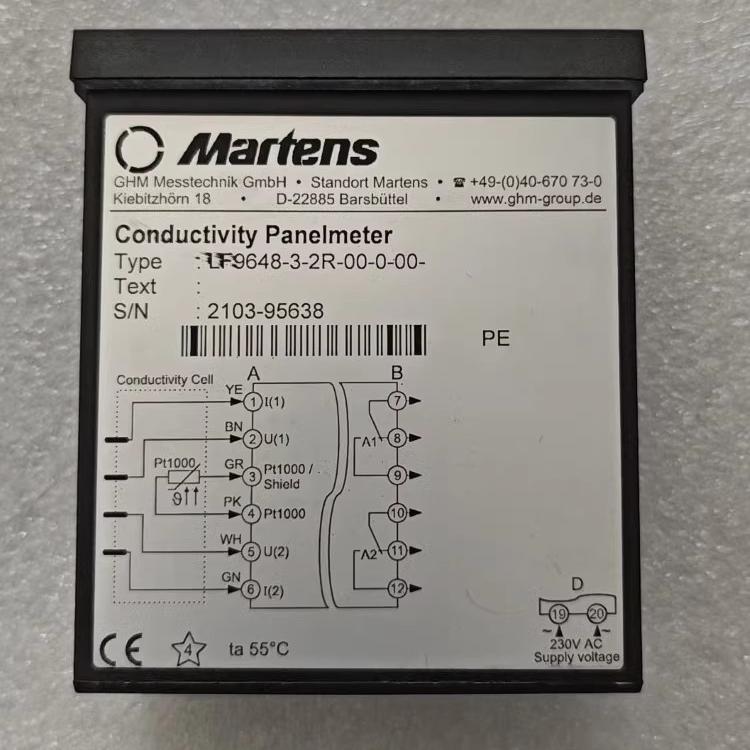 Martens
GHM Messtechnik GmbH • Standort Martens • ☎ +49-(0)40-670 73-0
Kiebitzhörn 18 • D-22885 Barsbüttel • www.ghm-group.de
Conductivity Panelmeter
Type : LF9648-3-2R-00-0-00-
Text :
S/N : 2103-95638
PE
Conductivity Cell
A B
YE 1 I(1) 7
BN 2 U(1) Λ1 8
Pt1000 GR 3 Pt1000 / Shield 9
ϑ↑↑ PK 4 Pt1000 10
WH 5 U(2) Λ2 11
GN 6 I(2) 12
D
19 20
~ ~
230V AC
Supply voltage
CE 4 ta 55°C